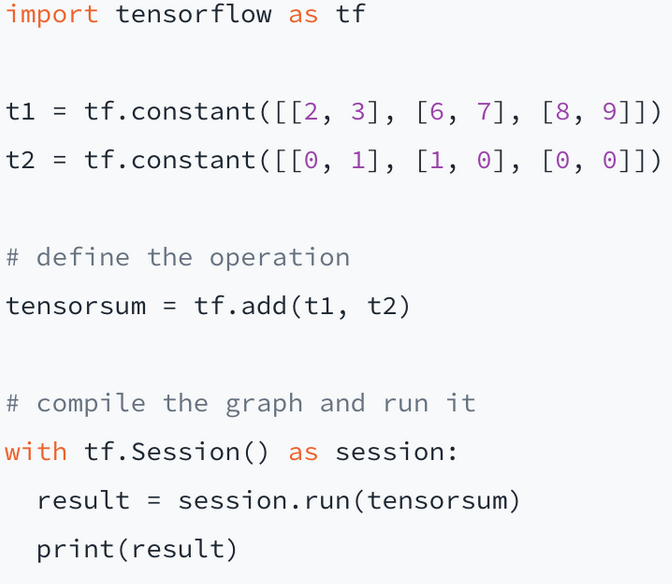 import tensorflow as tf
t1 = tf.constant([[2, 3], [6, 7], [8, 9]])
t2 = tf.constant([[0, 1], [1, 0], [0, 0]])
# define the operation
tensorsum = tf.add(t1, t2)
# compile the graph and run it
with tf.Session() as session:
  result = session.run(tensorsum)
  print(result)